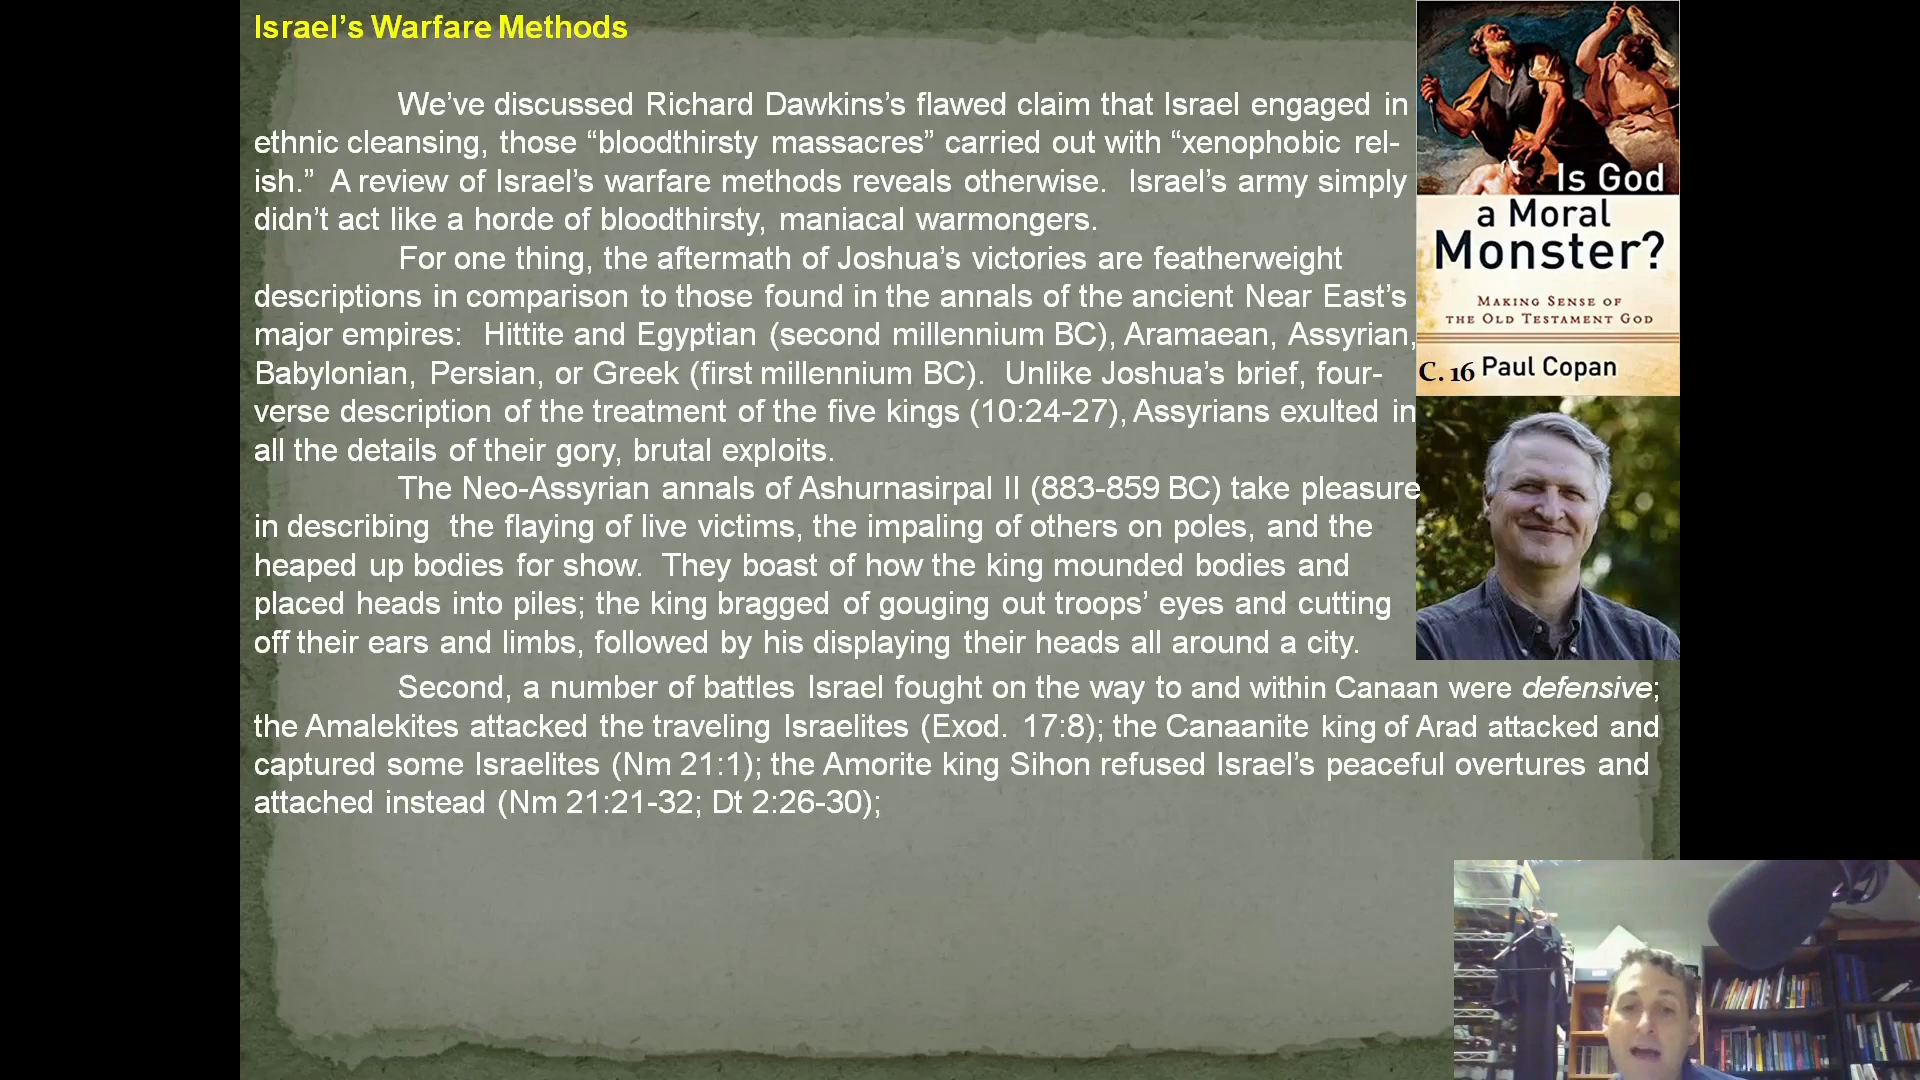 Israel’s Warfare Methods
We’ve discussed Richard Dawkins’s flawed claim that Israel engaged in
ethnic cleansing, those “bloodthirsty massacres” carried out with “xenophobic rel-
ish.”  A review of Israel’s warfare methods reveals otherwise.  Israel’s army simply
didn’t act like a horde of bloodthirsty, maniacal warmongers.
For one thing, the aftermath of Joshua’s victories are featherweight
descriptions in comparison to those found in the annals of the ancient Near East’s
major empires:  Hittite and Egyptian (second millennium BC), Aramaean, Assyrian,
Babylonian, Persian, or Greek (first millennium BC).  Unlike Joshua’s brief, four-
verse description of the treatment of the five kings (10:24-27), Assyrians exulted in
all the details of their gory, brutal exploits.
The Neo-Assyrian annals of Ashurnasirpal II (883-859 BC) take pleasure
in describing  the flaying of live victims, the impaling of others on poles, and the
heaped up bodies for show.  They boast of how the king mounded bodies and
placed heads into piles; the king bragged of gouging out troops’ eyes and cutting
off their ears and limbs, followed by his displaying their heads all around a city.
Second, a number of battles Israel fought on the way to and within Canaan were defensive;
the Amalekites attacked the traveling Israelites (Exod. 17:8); the Canaanite king of Arad attacked and
captured some Israelites (Nm 21:1); the Amorite king Sihon refused Israel’s peaceful overtures and
attached instead (Nm 21:21-32; Dt 2:26-30);
Is God
a Moral
Monster?
Making Sense of
the Old Testament God
C. 16 Paul Copan